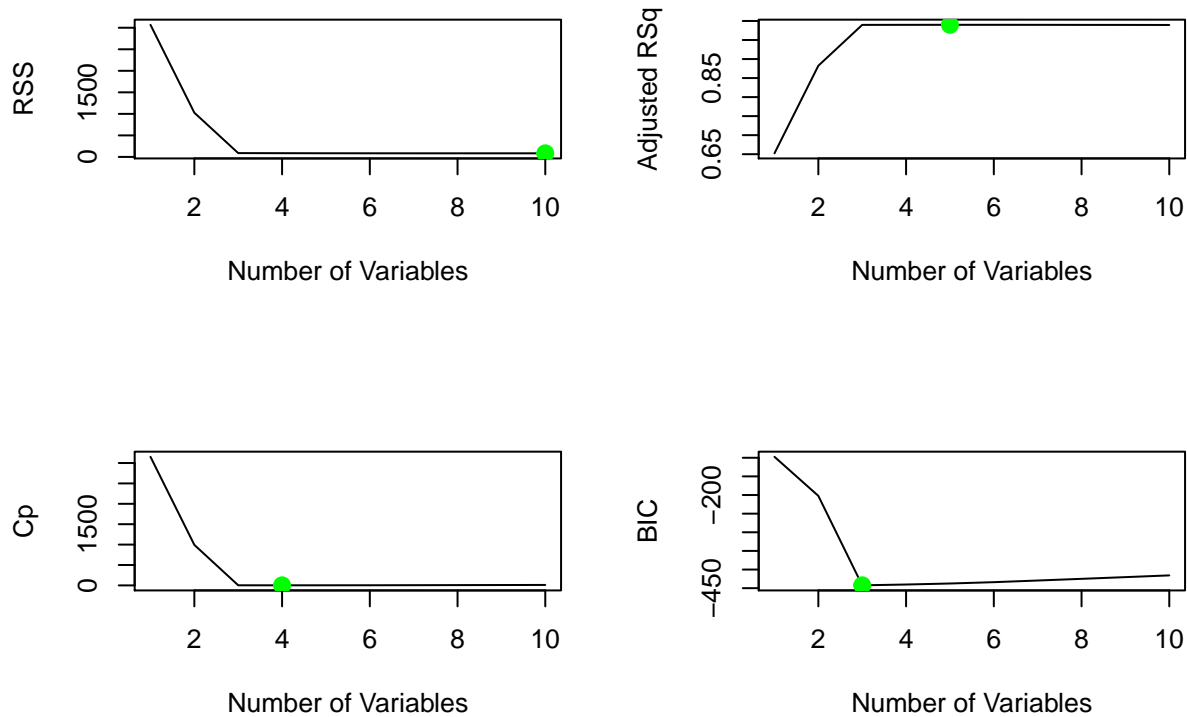 RSS
0
1500
2 4 6 8 10
Number of Variables
Adjusted RSq
0.65
0.85
2 4 6 8 10
Number of Variables
Cp
0
1500
2 4 6 8 10
Number of Variables
BIC
−450
−200
2 4 6 8 10
Number of Variables